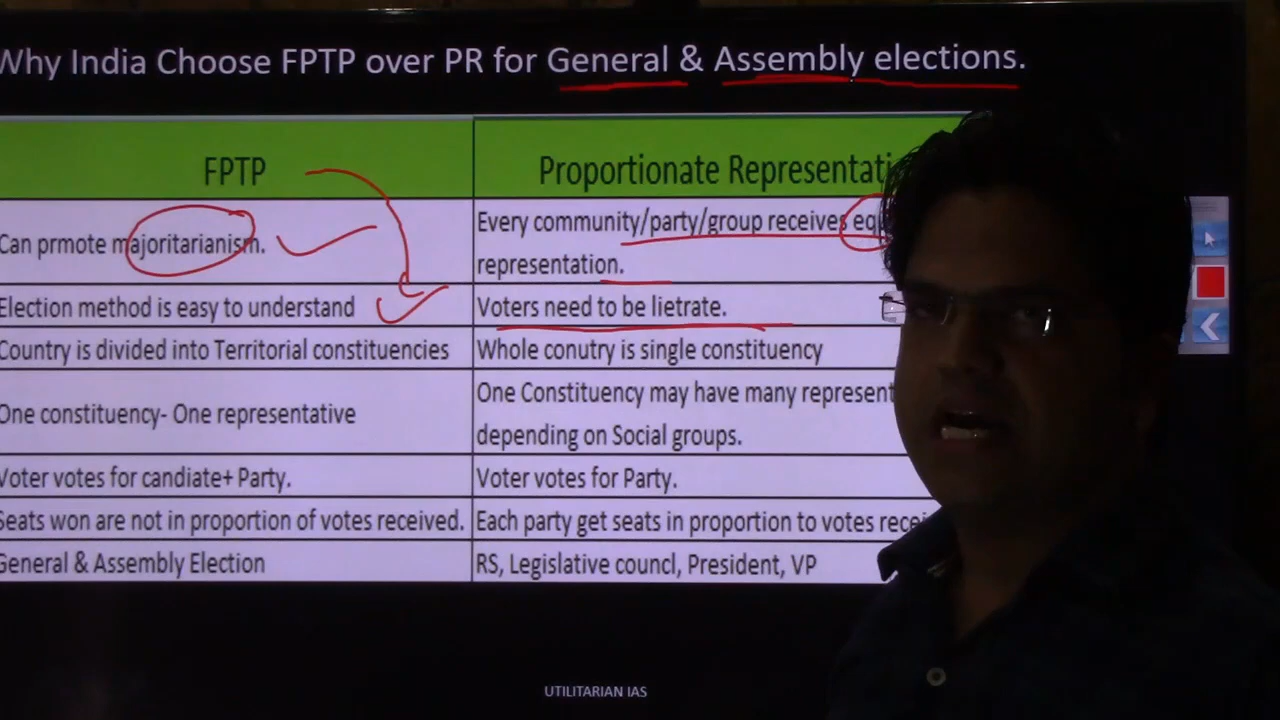 Why India Choose FPTP over PR for General & Assembly elections.
FPTP
Proportionate Representati
Can prmote majoritarianism.
Every community/party/group receives eq
representation.
Election method is easy to understand
Voters need to be lietrate.
Country is divided into Territorial constituencies
Whole conutry is single constituency
One constituency- One representative
One Constituency may have many represent
depending on Social groups.
Voter votes for candiate+ Party.
Voter votes for Party.
Seats won are not in proportion of votes received.
Each party get seats in proportion to votes recei
General & Assembly Election
RS, Legislative councl, President, VP
UTILITARIAN IAS